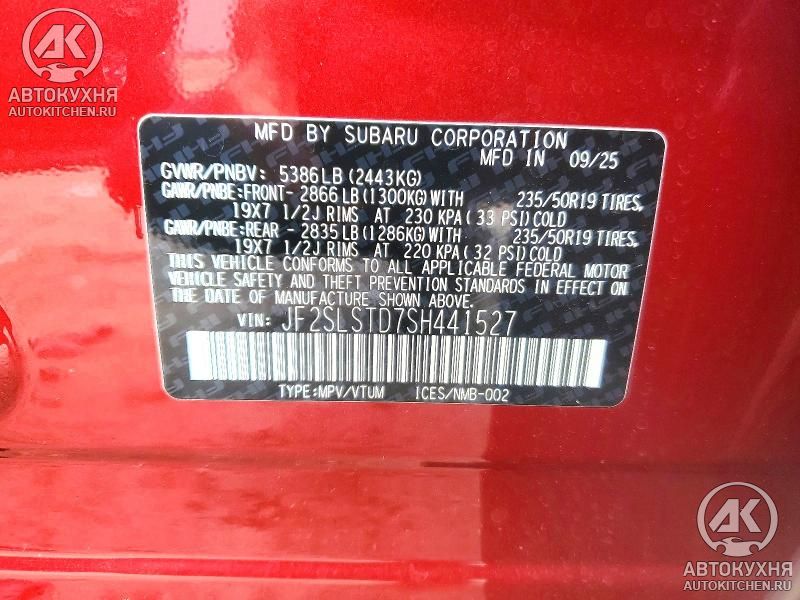 АК
АВТОКУХНЯ
AUTOKITCHEN.RU
MFD BY SUBARU CORPORATION
MFD IN 09/25
GVWR/PNBV: 5386LB(2443KG)
GAWR/PNBE:FRONT- 2866LB(1300KG)WITH 235/50R19 TIRES,
19X7 1/2J RIMS AT 230 KPA(33 PSI)COLD
GAWR/PNBE:REAR - 2835LB(1286KG)WITH 235/50R19 TIRES,
19X7 1/2J RIMS AT 220 KPA(32 PSI)COLD
THIS VEHICLE CONFORMS TO ALL APPLICABLE FEDERAL MOTOR
VEHICLE SAFETY AND THEFT PREVENTION STANDARDS IN EFFECT ON
THE DATE OF MANUFACTURE SHOWN ABOVE.
VIN: JF2SLSTD7SH441527
TYPE:MPV/VTUM ICES/NMB-002
АК
АВТОКУХНЯ
AUTOKITCHEN.RU